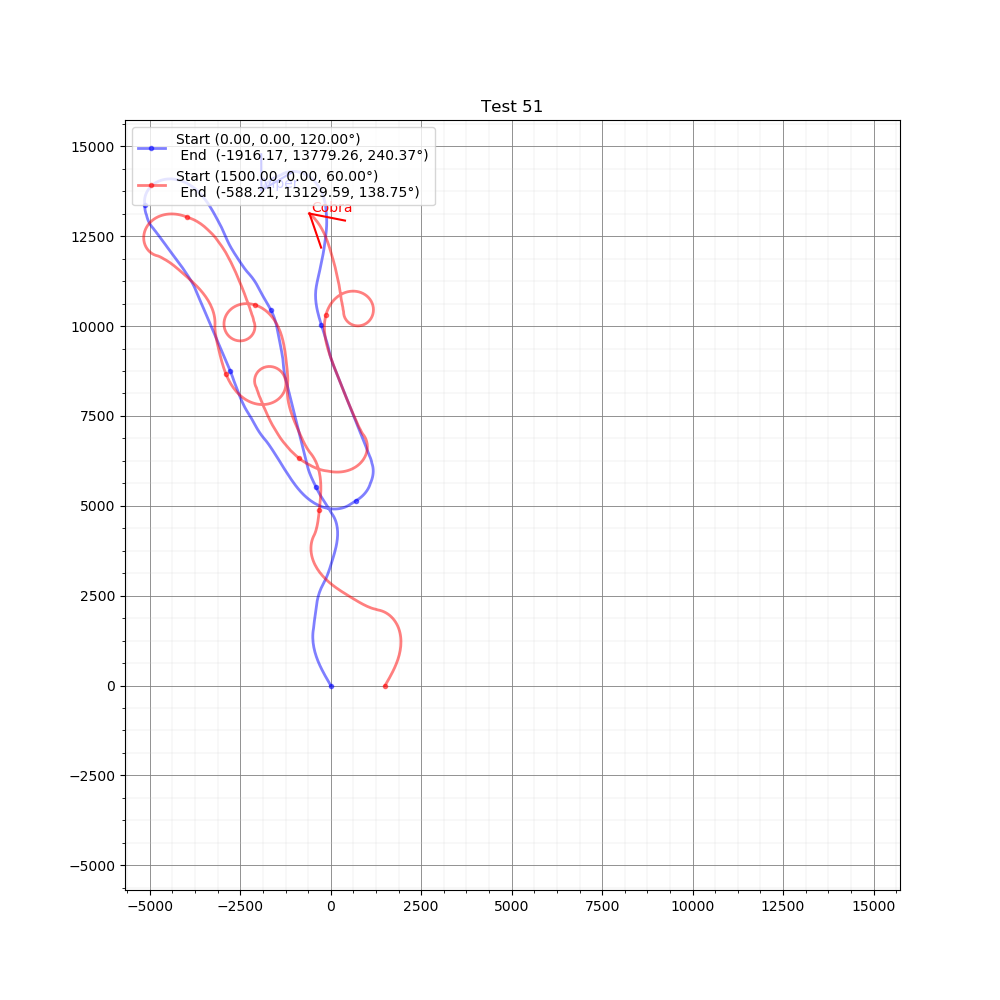 Test 51
Start (0.00, 0.00, 120.00°)
End (-1916.17, 13779.26, 240.37°)
Start (1500.00, 0.00, 60.00°)
End (-588.21, 13129.59, 138.75°)
Cobra
15000
12500
10000
7500
5000
2500
0
−2500
−5000
−5000 −2500 0 2500 5000 7500 10000 12500 15000